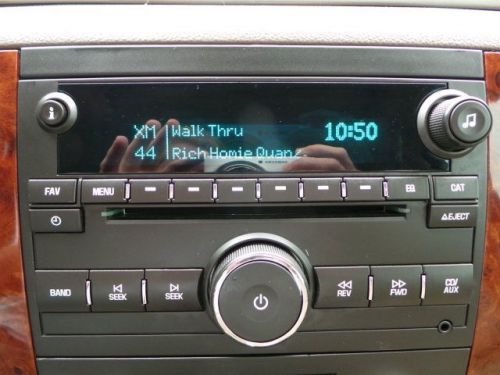 XM Walk Thru 10:50
44 Rich Homie Quan
FAV MENU EQ CAT
EJECT
BAND SEEK SEEK REV FWD CD/AUX